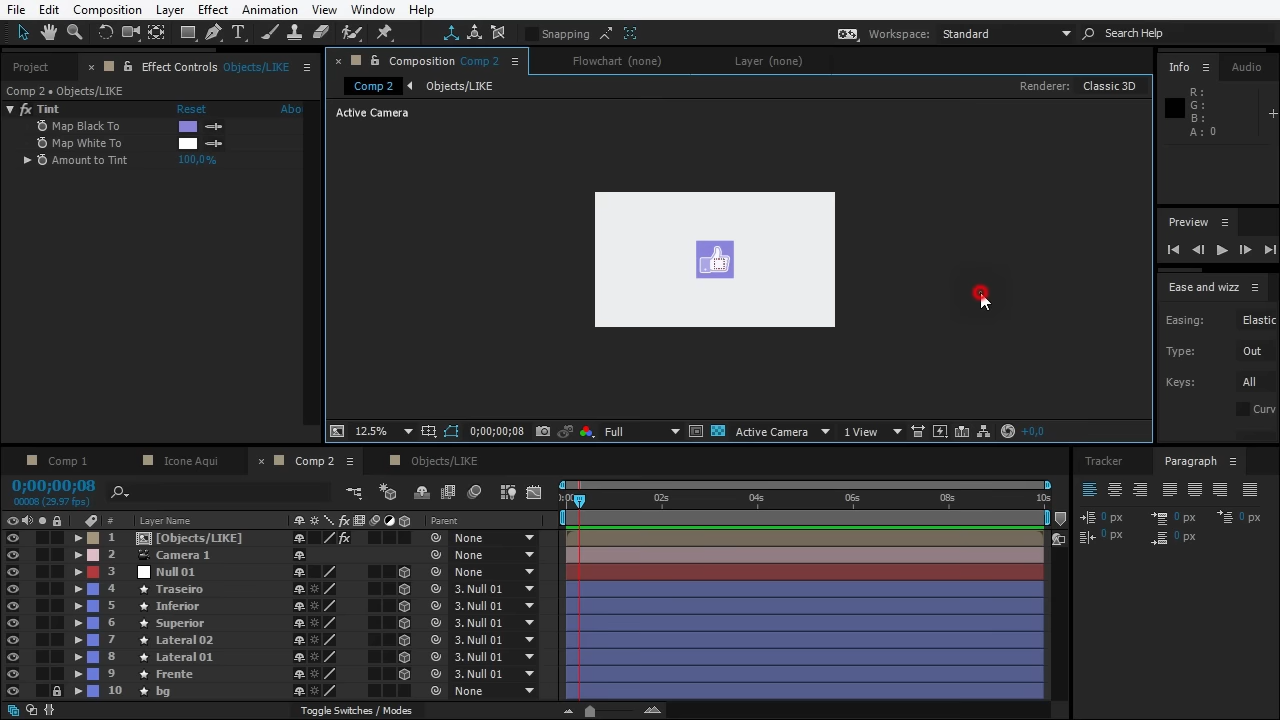 File Edit Composition Layer Effect Animation View Window Help
Snapping Workspace: Standard Search Help
Project × Effect Controls Objects/LIKE
× Composition Comp 2 Flowchart (none) Layer (none)
Info Audio
Comp 2 • Objects/LIKE
Comp 2 Objects/LIKE Renderer: Classic 3D
fx Tint Reset Abo
Map Black To
Map White To
Amount to Tint 100,0%
Active Camera
R :
G :
B :
A : 0
Preview
Ease and wizz
Easing: Elastic
Type: Out
Keys: All
Curv
12.5% 0;00;00;08 Full Active Camera 1 View +0,0
Comp 1 Icone Aqui × Comp 2 Objects/LIKE
Tracker Paragraph
0;00;00;08
00008 (29.97 fps)
02s 04s 06s 08s 10s
# Layer Name fx Parent
0 px 0 px 0 px
0 px 0 px
1 [Objects/LIKE] fx None
2 Camera 1 None
3 Null 01 None
4 Traseiro 3. Null 01
5 Inferior 3. Null 01
6 Superior 3. Null 01
7 Lateral 02 3. Null 01
8 Lateral 01 3. Null 01
9 Frente 3. Null 01
10 bg None
Toggle Switches / Modes